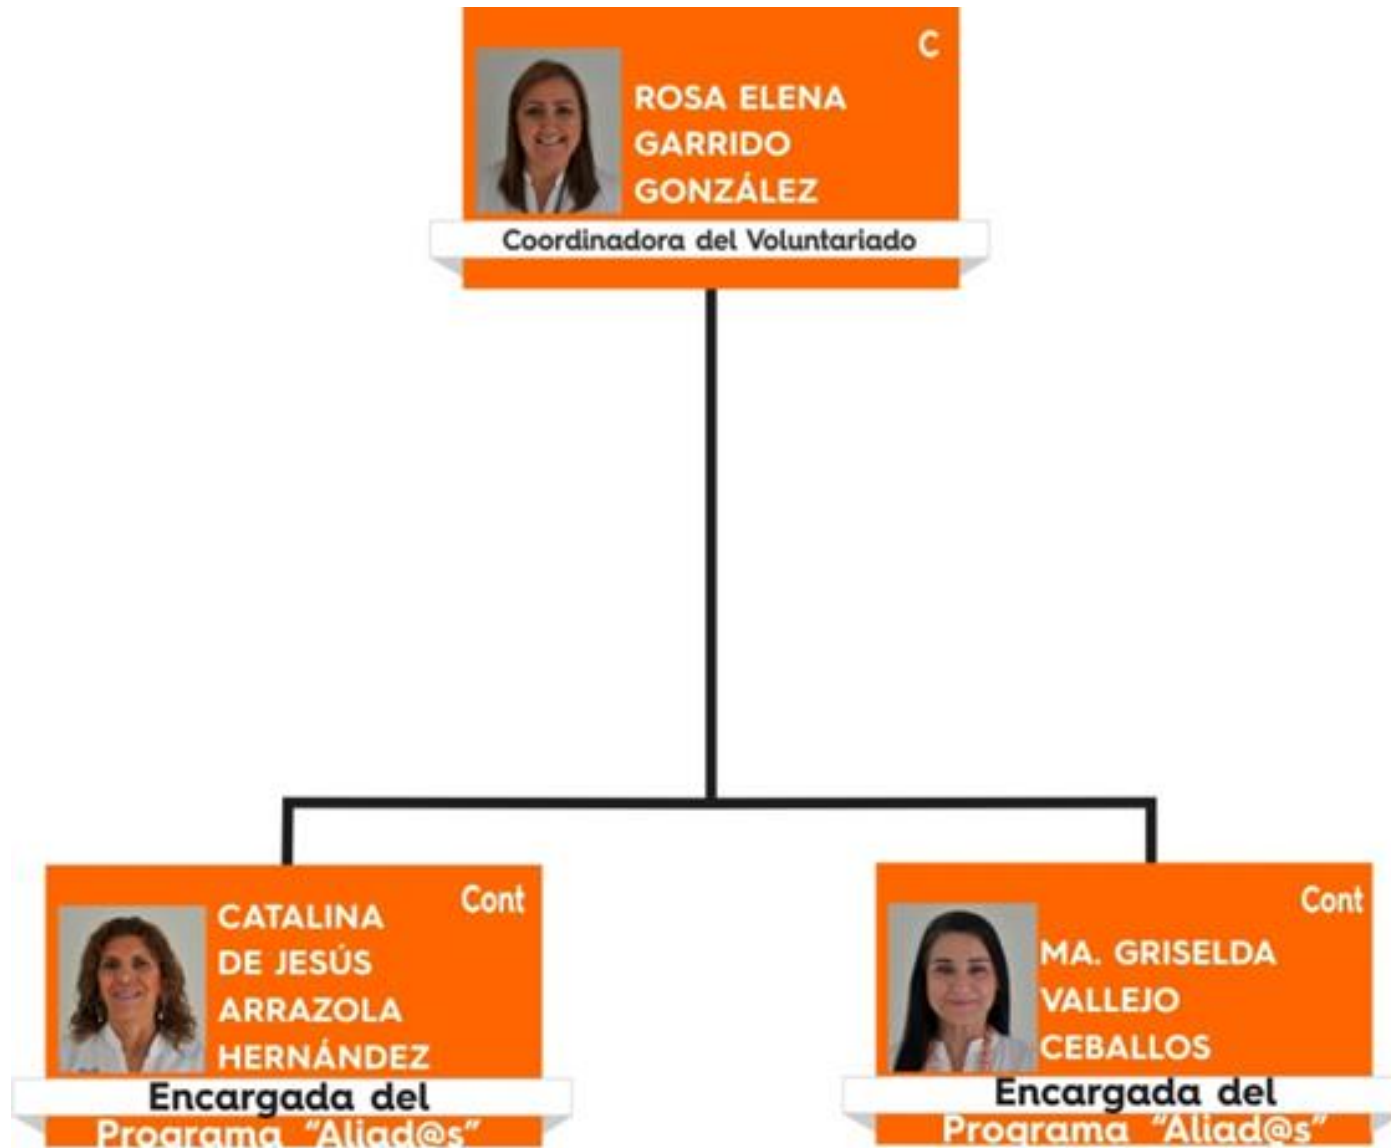 C
ROSA ELENA
GARRIDO
GONZÁLEZ
Coordinadora del Voluntariado
Cont
CATALINA
DE JESÚS
ARRAZOLA
HERNÁNDEZ
Encargada del
Programa “Aliad@s”
Cont
MA. GRISELDA
VALLEJO
CEBALLOS
Encargada del
Programa “Aliad@s”